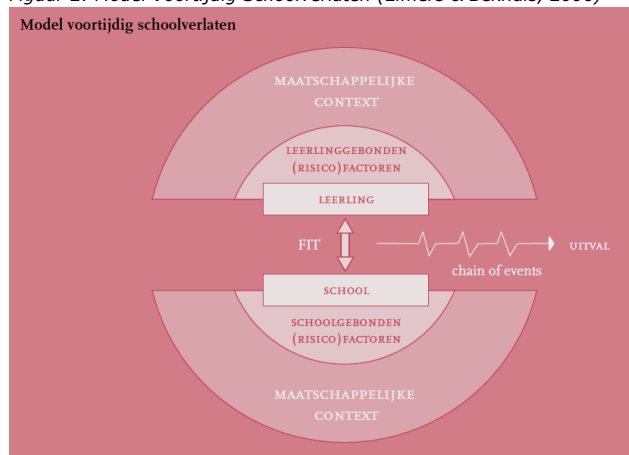 Model voortijdig schoolverlaten
MAATSCHAPPELIJKE
CONTEXT
LEERLINGGEBONDEN
(RISICO)FACTOREN
LEERLING
FIT
UITVAL
chain of events
SCHOOL
SCHOOLGEBONDEN
(RISICO)FACTOREN
MAATSCHAPPELIJKE
CONTEXT